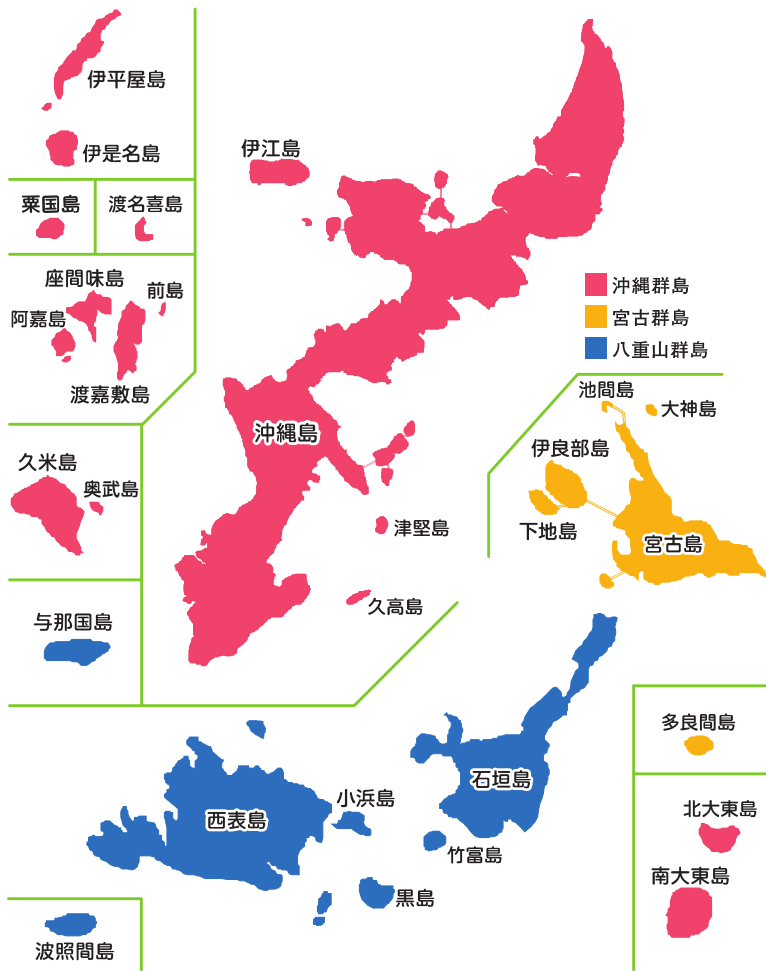 伊平屋島
伊是名島
伊江島
粟国島
渡名喜島
座間味島
前島
阿嘉島
渡嘉敷島
沖縄群島
宮古群島
八重山群島
池間島
大神島
伊良部島
下地島
宮古島
沖縄島
久米島
奥武島
津堅島
久高島
与那国島
多良間島
北大東島
南大東島
石垣島
西表島
小浜島
竹富島
黒島
波照間島